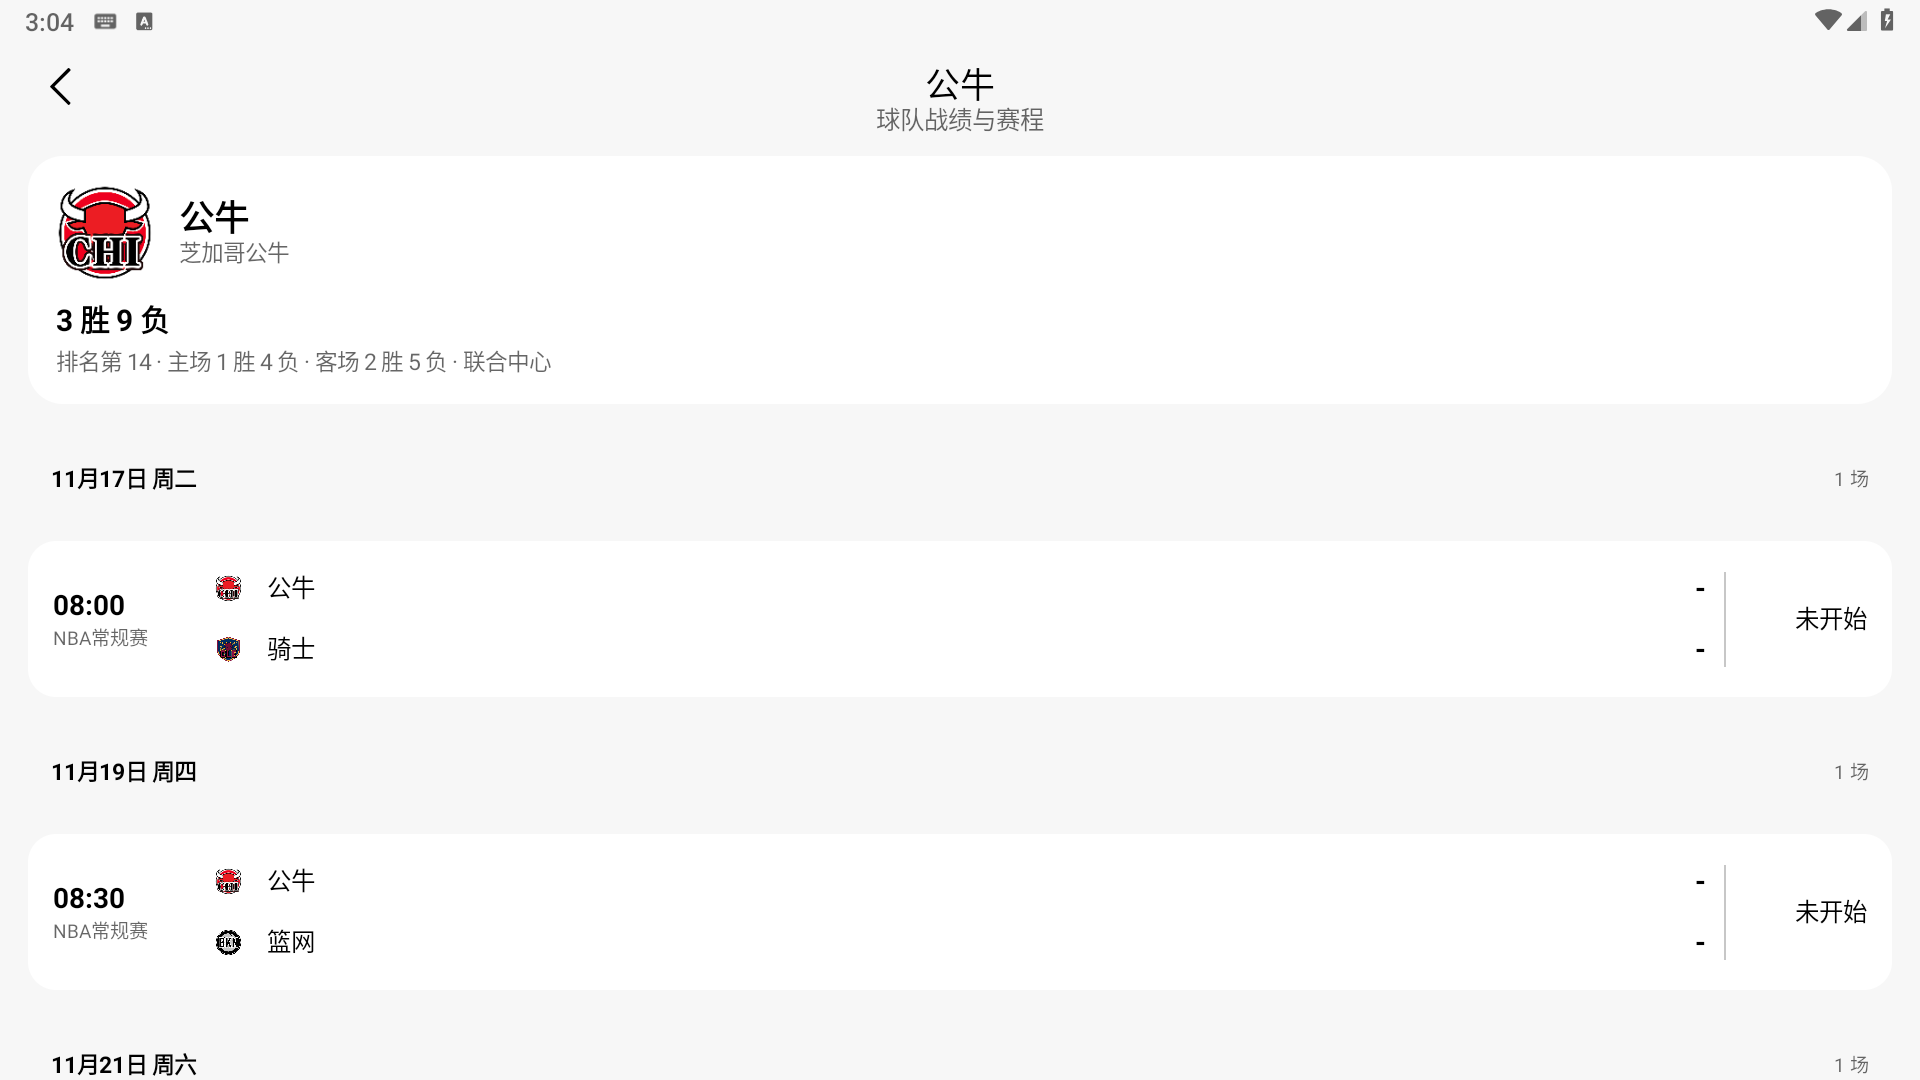 3:04
公牛
球队战绩与赛程
CHI
公牛
芝加哥公牛
3 胜 9 负
排名第 14 · 主场 1 胜 4 负 · 客场 2 胜 5 负 · 联合中心
11月17日 周二
1 场
08:00
NBA常规赛
公牛
-
骑士
-
未开始
11月19日 周四
1 场
08:30
NBA常规赛
公牛
-
BKN
篮网
-
未开始
11月21日 周六
1 场